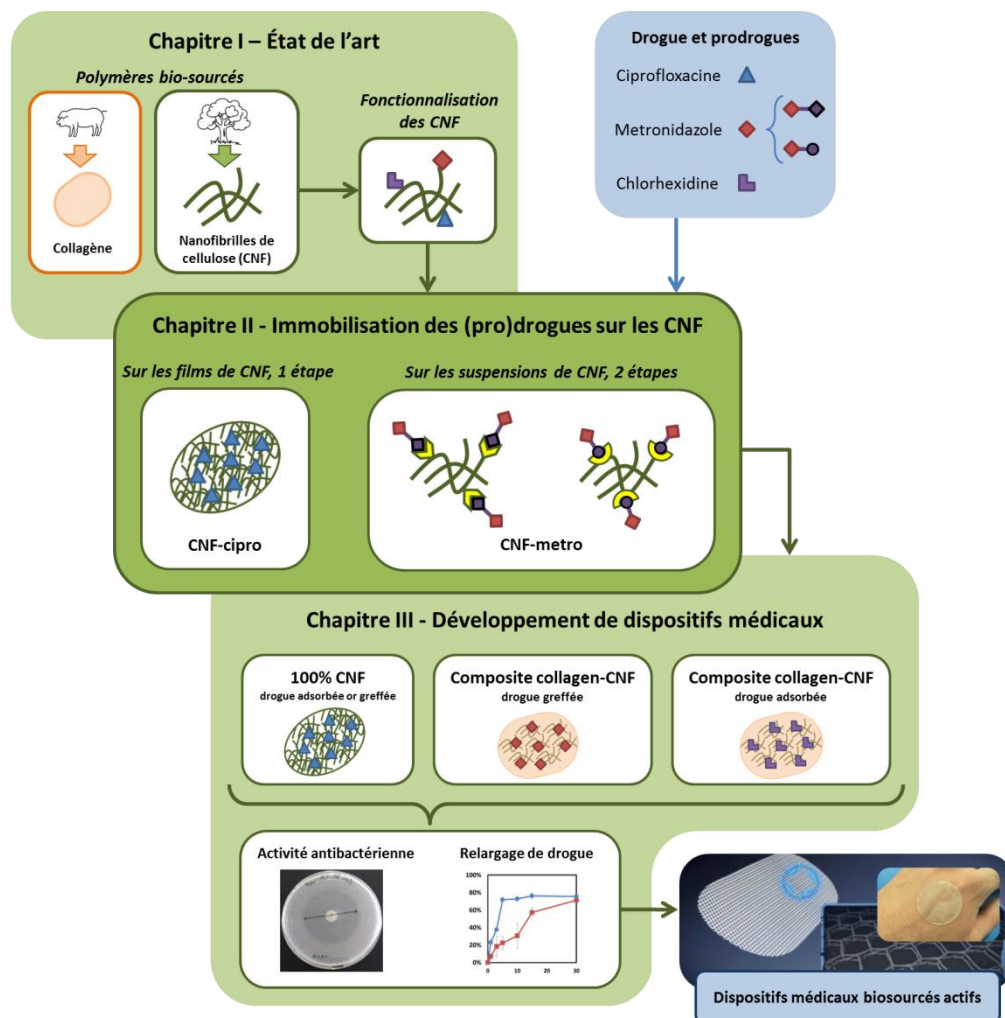 Chapitre I – État de l'art
Polymères bio-sourcés
Collagène
Nanofibrilles de
cellulose (CNF)
Fonctionnalisation
des CNF
Drogue et prodrogues
Ciprofloxacine
Metronidazole
Chlorhexidine
Chapitre II - Immobilisation des (pro)drogues sur les CNF
Sur les films de CNF, 1 étape
CNF-cipro
Sur les suspensions de CNF, 2 étapes
CNF-metro
Chapitre III - Développement de dispositifs médicaux
100% CNF
drogue adsorbée or greffée
Composite collagen-CNF
drogue greffée
Composite collagen-CNF
drogue adsorbée
Activité antibactérienne
Relargage de drogue
100%
80%
60%
40%
20%
0%
0 10 20 30
Dispositifs médicaux biosourcés actifs